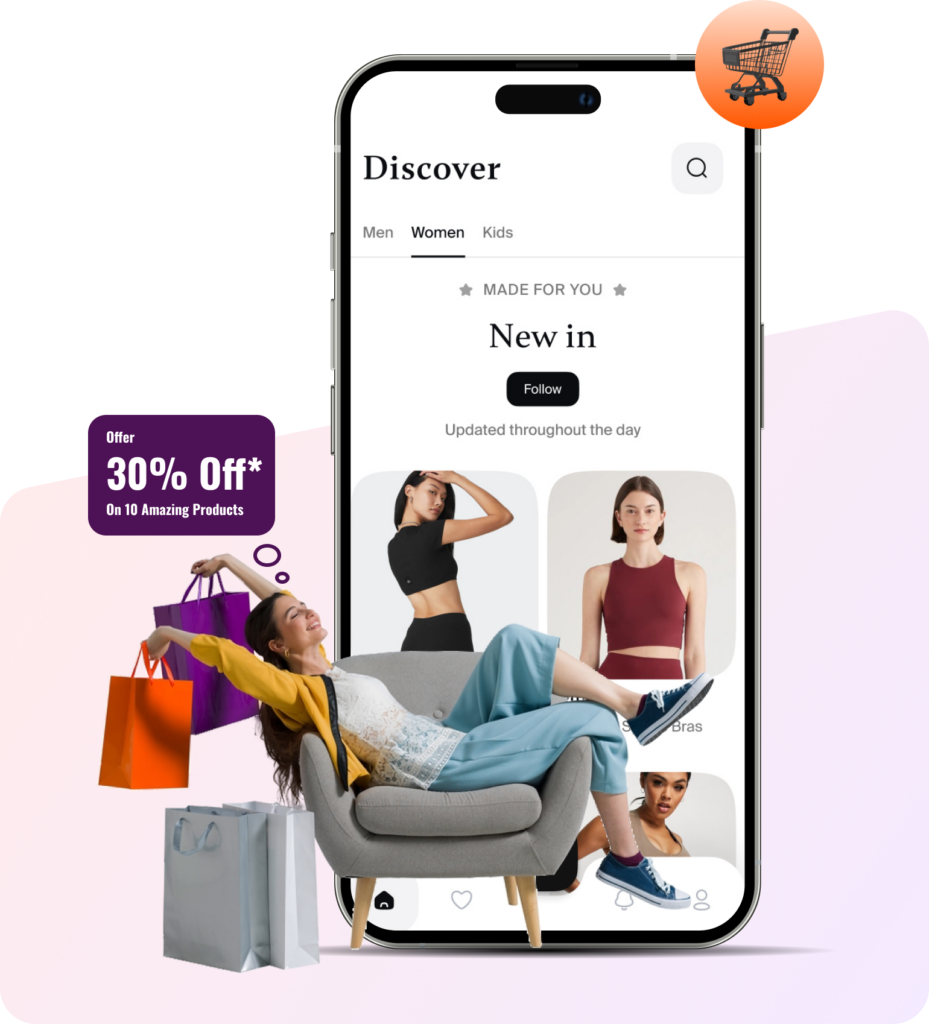 Discover
Men Women Kids
MADE FOR YOU
New in
Follow
Updated throughout the day
Offer
30% Off*
On 10 Amazing Products
Bras